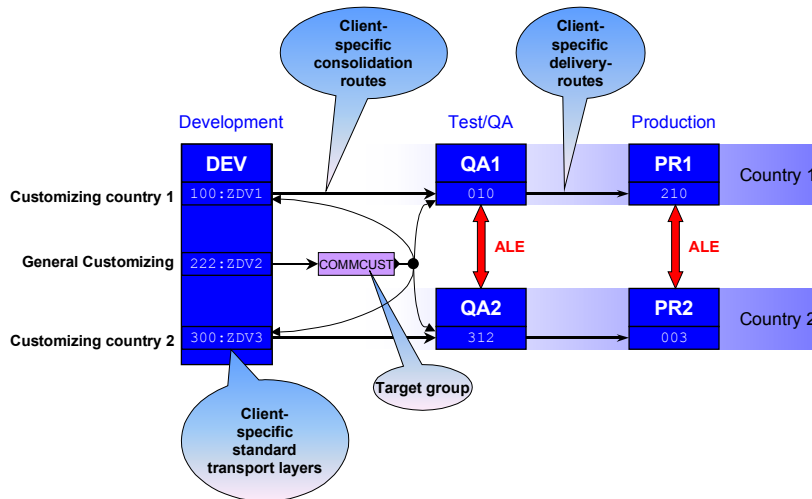 Client-
specific
consolidation
routes
Client-
specific
delivery-
routes
Development
Test/QA
Production
DEV
QA1
PR1
Country 1
Customizing country 1
100:ZDV1
010
210
ALE
ALE
General Customizing
222:ZDV2
COMMCUST
QA2
PR2
Country 2
Customizing country 2
300:ZDV3
312
003
Target group
Client-
specific
standard
transport layers